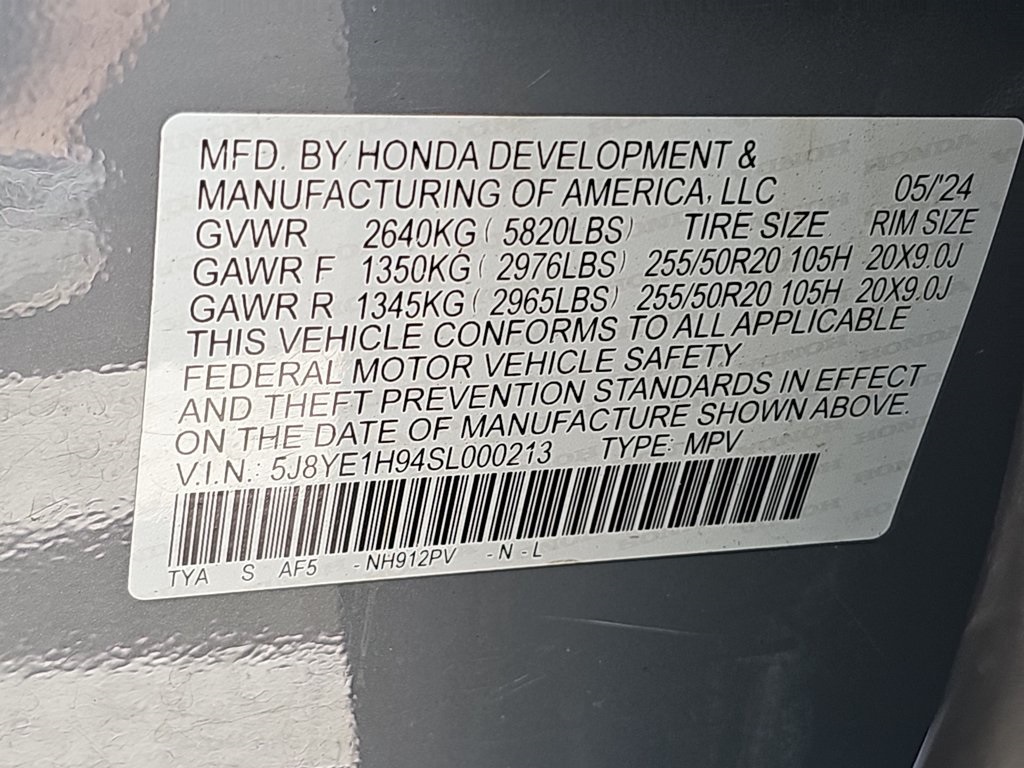 MFD. BY HONDA DEVELOPMENT &
MANUFACTURING OF AMERICA, LLC 05/'24
GVWR 2640KG ( 5820LBS) TIRE SIZE RIM SIZE
GAWR F 1350KG ( 2976LBS) 255/50R20 105H 20X9.0J
GAWR R 1345KG ( 2965LBS) 255/50R20 105H 20X9.0J
THIS VEHICLE CONFORMS TO ALL APPLICABLE
FEDERAL MOTOR VEHICLE SAFETY
AND THEFT PREVENTION STANDARDS IN EFFECT
ON THE DATE OF MANUFACTURE SHOWN ABOVE.
V.I.N.: 5J8YE1H94SL000213 TYPE: MPV
TYA S AF5 - NH912PV - N - L